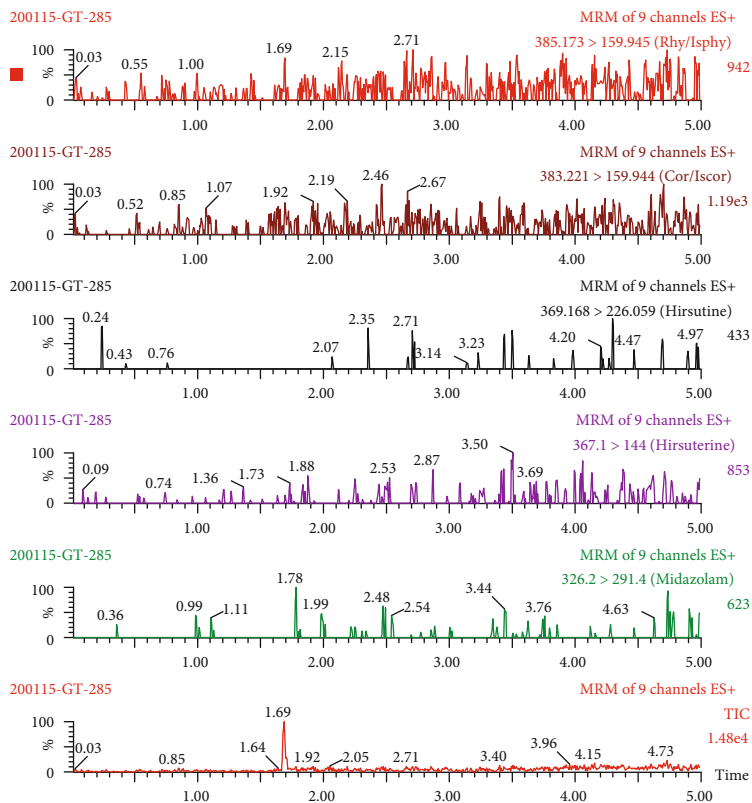 200115-GT-285 MRM of 9 channels ES+
385.173 > 159.945 (Rhy/Isphy)
942
100
%
0.03 0.55 1.00 1.69 2.15 2.71
1.00 2.00 3.00 4.00 5.00
200115-GT-285 MRM of 9 channels ES+
383.221 > 159.944 (Cor/Iscor)
1.19e3
100
%
0.03 0.52 0.85 1.07 1.92 2.19 2.46 2.67
1.00 2.00 3.00 4.00 5.00
200115-GT-285 MRM of 9 channels ES+
369.168 > 226.059 (Hirsutine)
433
100
%
0.24 0.43 0.76 2.07 2.35 2.71 3.14 3.23 4.20 4.47 4.97
1.00 2.00 3.00 4.00 5.00
200115-GT-285 MRM of 9 channels ES+
367.1 > 144 (Hirsuterine)
853
100
%
0.09 0.74 1.36 1.73 1.88 2.53 2.87 3.50 3.69
1.00 2.00 3.00 4.00 5.00
200115-GT-285 MRM of 9 channels ES+
326.2 > 291.4 (Midazolam)
623
100
%
0.36 0.99 1.11 1.78 1.99 2.48 2.54 3.44 3.76 4.63
1.00 2.00 3.00 4.00 5.00
200115-GT-285 MRM of 9 channels ES+
TIC
1.48e4
100
%
0.03 0.85 1.64 1.69 1.92 2.05 2.71 3.40 3.96 4.15 4.73
Time
1.00 2.00 3.00 4.00 5.00